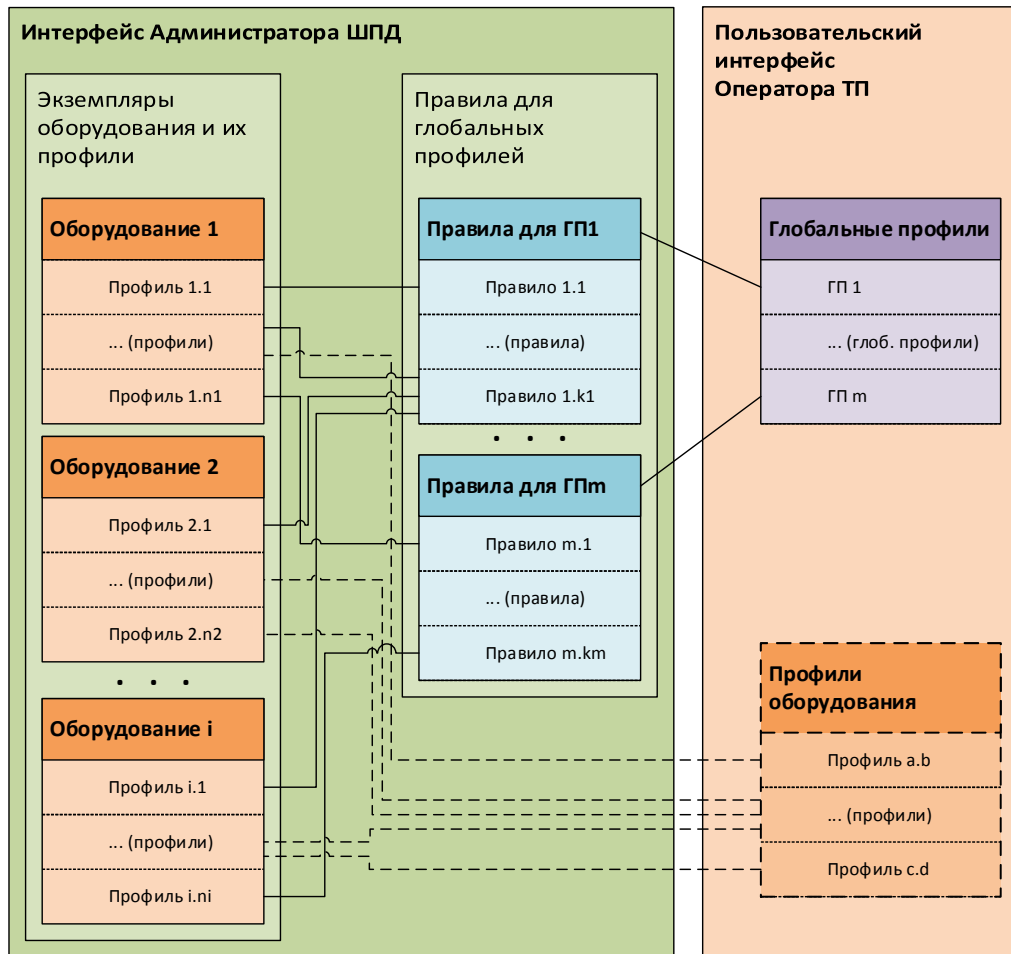 Интерфейс Администратора ШПД
Экземпляры
оборудования и их
профили
Оборудование 1
Профиль 1.1
... (профили)
Профиль 1.n1
Оборудование 2
Профиль 2.1
... (профили)
Профиль 2.n2
. . .
Оборудование i
Профиль i.1
... (профили)
Профиль i.ni
Правила для
глобальных
профилей
Правила для ГП1
Правило 1.1
... (правила)
Правило 1.k1
. . .
Правила для ГПm
Правило m.1
... (правила)
Правило m.km
Пользовательский
интерфейс
Оператора ТП
Глобальные профили
ГП 1
... (глоб. профили)
ГП m
Профили
оборудования
Профиль a.b
... (профили)
Профиль c.d